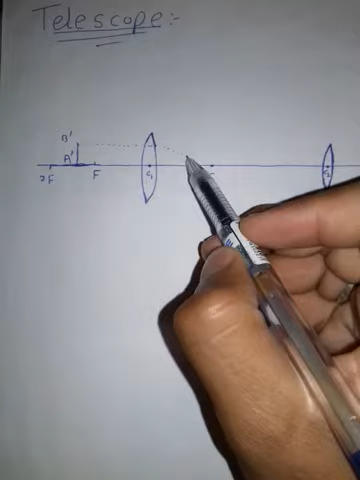 Telescope:-
B'
A'
2F F C₁ C₂